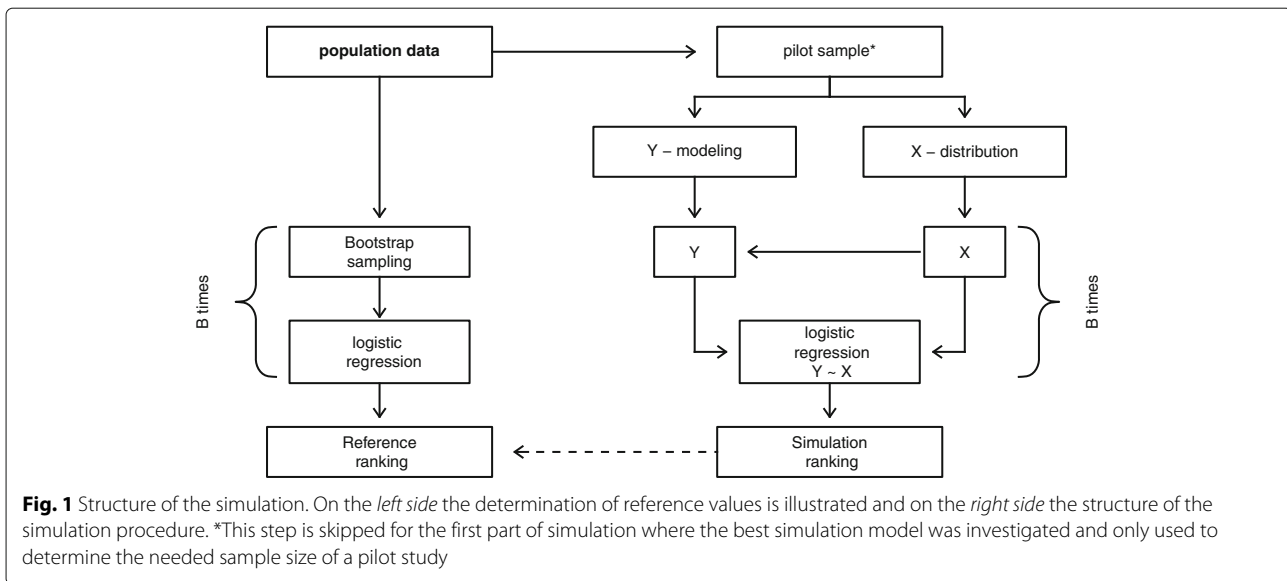 population data
pilot sample*
Y – modeling
X – distribution
Bootstrap
sampling
Y
X
B times
B times
logistic
regression
logistic
regression
Y ~ X
Reference
ranking
Simulation
ranking
Fig. 1 Structure of the simulation. On the left side the determination of reference values is illustrated and on the right side the structure of the
simulation procedure. *This step is skipped for the first part of simulation where the best simulation model was investigated and only used to
determine the needed sample size of a pilot study